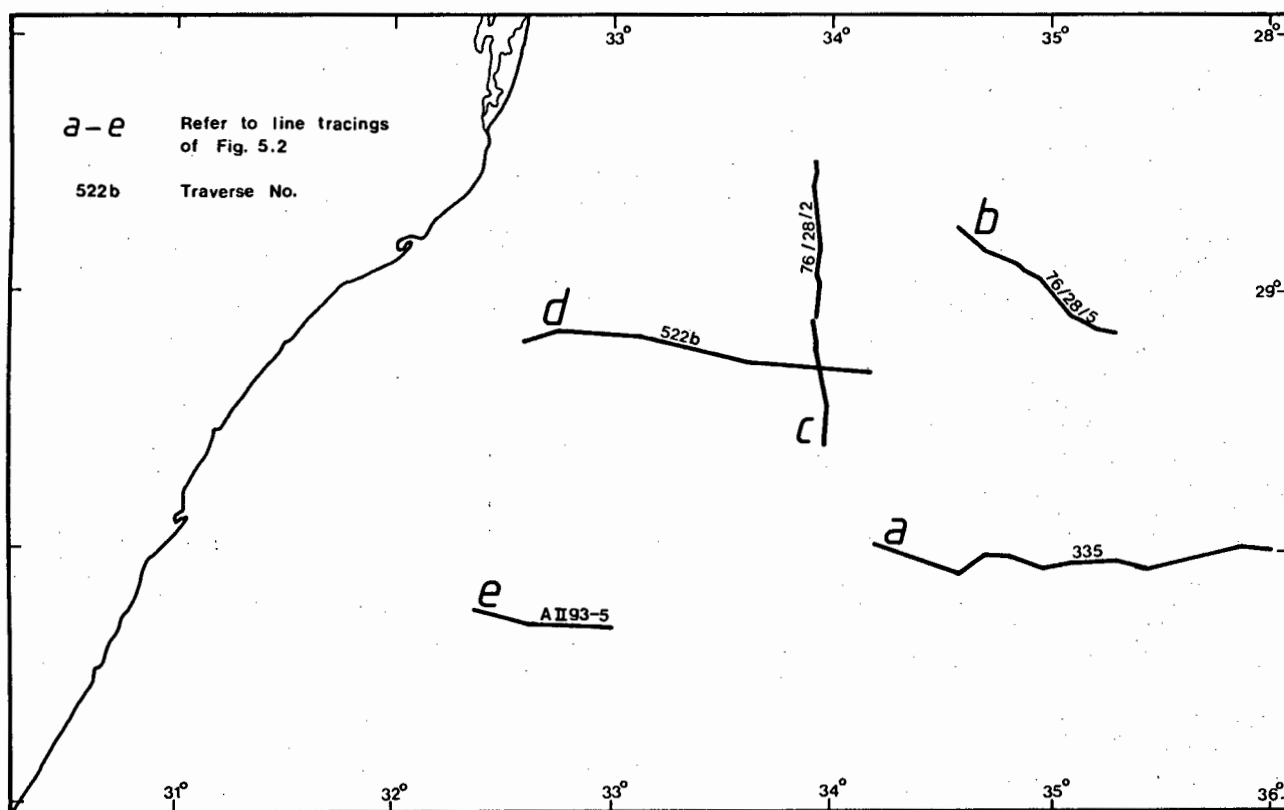 33° 34° 35° 28°
a-e Refer to line tracings
of Fig. 5.2
522b Traverse No.
76/28/2
b
76/28/5
29°
d
522b
c
a
335
e
AII93-5
31° 32° 33° 34° 35° 36°